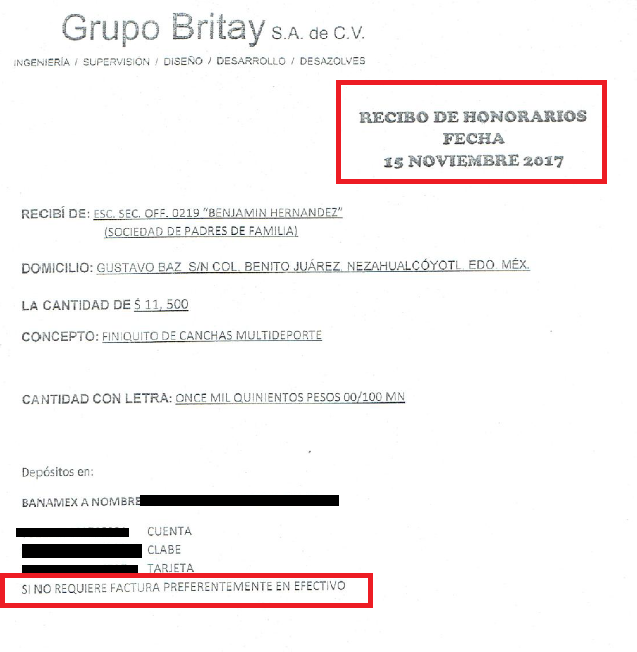 Grupo Britay S.A. de C.V.
INGENIERÍA / SUPERVISION / DISEÑO / DESARROLLO / DESAZOLVES
RECIBO DE HONORARIOS
FECHA
15 NOVIEMBRE 2017
RECIBÍ DE: ESC. SEC. OFF. 0219 "BENJAMIN HERNANDEZ"
(SOCIEDAD DE PADRES DE FAMILIA)
DOMICILIO: GUSTAVO BAZ S/N COL. BENITO JUÁREZ, NEZAHUALCÓYOTL, EDO. MÉX.
LA CANTIDAD DE $ 11, 500
CONCEPTO: FINIQUITO DE CANCHAS MULTIDEPORTE
CANTIDAD CON LETRA: ONCE MIL QUINIENTOS PESOS 00/100 MN
Depósitos en:
BANAMEX A NOMBRE
CUENTA
CLABE
TARJETA
SI NO REQUIERE FACTURA PREFERENTEMENTE EN EFECTIVO